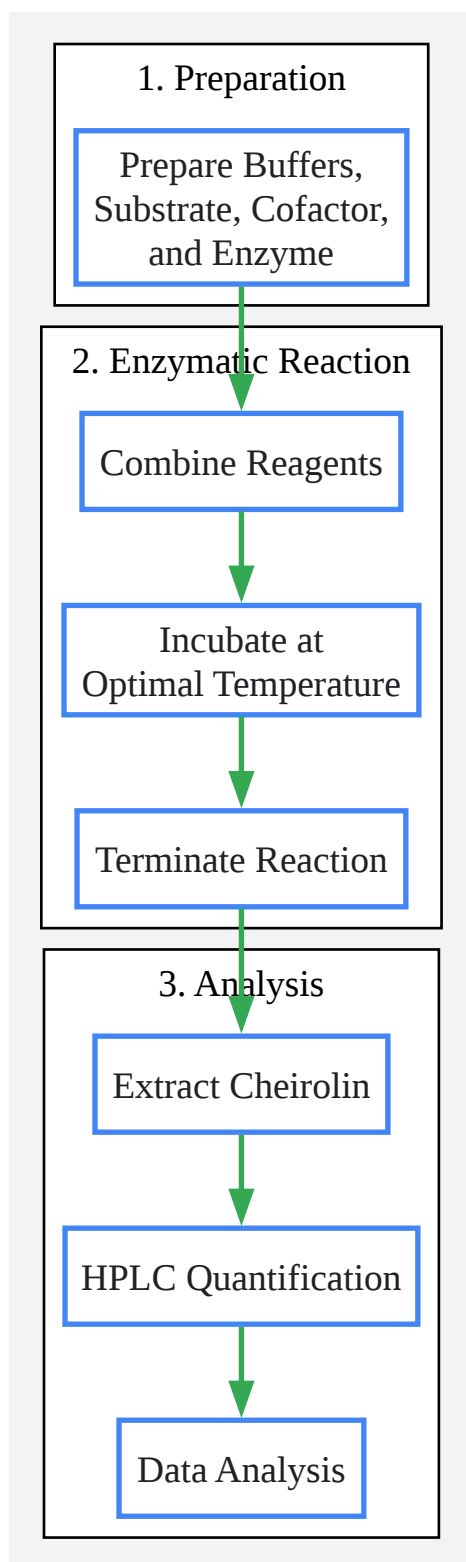 1. Preparation
Prepare Buffers,
Substrate, Cofactor,
and Enzyme
2. Enzymatic Reaction
Combine Reagents
Incubate at
Optimal Temperature
Terminate Reaction
3. Analysis
Extract Cheirolin
HPLC Quantification
Data Analysis